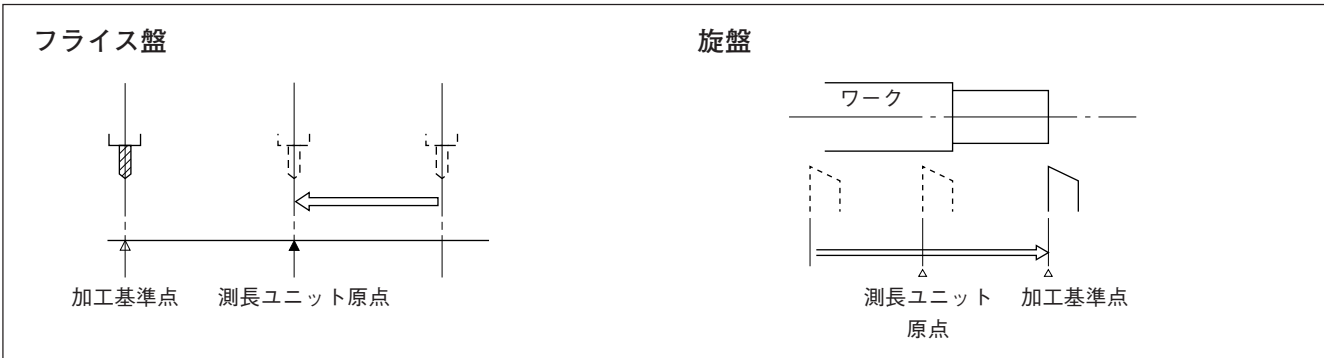 フライス盤
加工基準点
測長ユニット原点
旋盤
ワーク
測長ユニット
原点
加工基準点